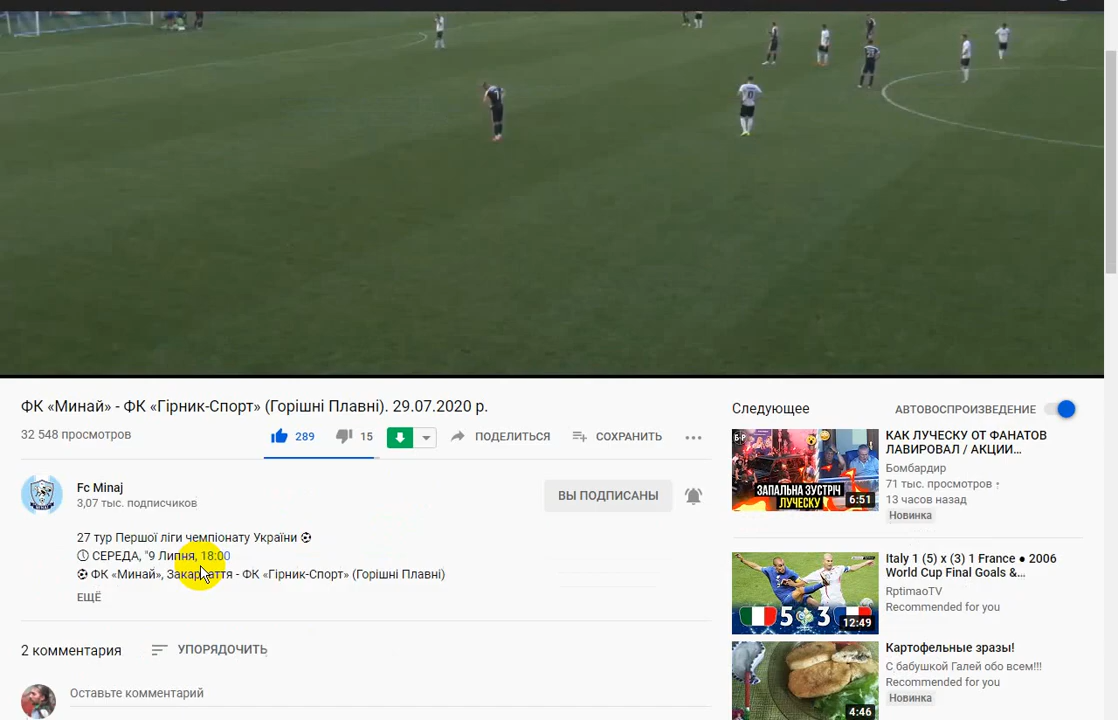 ФК «Минай» - ФК «Гірник-Спорт» (Горішні Плавні). 29.07.2020 р.
32 548 просмотров
289
15
ПОДЕЛИТЬСЯ
СОХРАНИТЬ
Fc Minaj
3,07 тыс. подписчиков
ВЫ ПОДПИСАНЫ
27 тур Першої ліги чемпіонату України
СЕРЕДА, "9 Липня, 18:00
ФК «Минай», Закарпаття - ФК «Гірник-Спорт» (Горішні Плавні)
ЕЩЁ
2 комментария
УПОРЯДОЧИТЬ
Оставьте комментарий
Следующее
АВТОВОСПРОИЗВЕДЕНИЕ
ЗАПАЛЬНА ЗУСТРІЧ
ЛУЧЕСКУ
6:51
КАК ЛУЧЕСКУ ОТ ФАНАТОВ
ЛАВИРОВАЛ / АКЦИИ...
Бомбардир
71 тыс. просмотров
13 часов назад
Новинка
5 3
12:49
Italy 1 (5) x (3) 1 France ● 2006
World Cup Final Goals &...
RptimaoTV
Recommended for you
4:46
Картофельные зразы!
С бабушкой Галей обо всем!!!
Recommended for you
Новинка